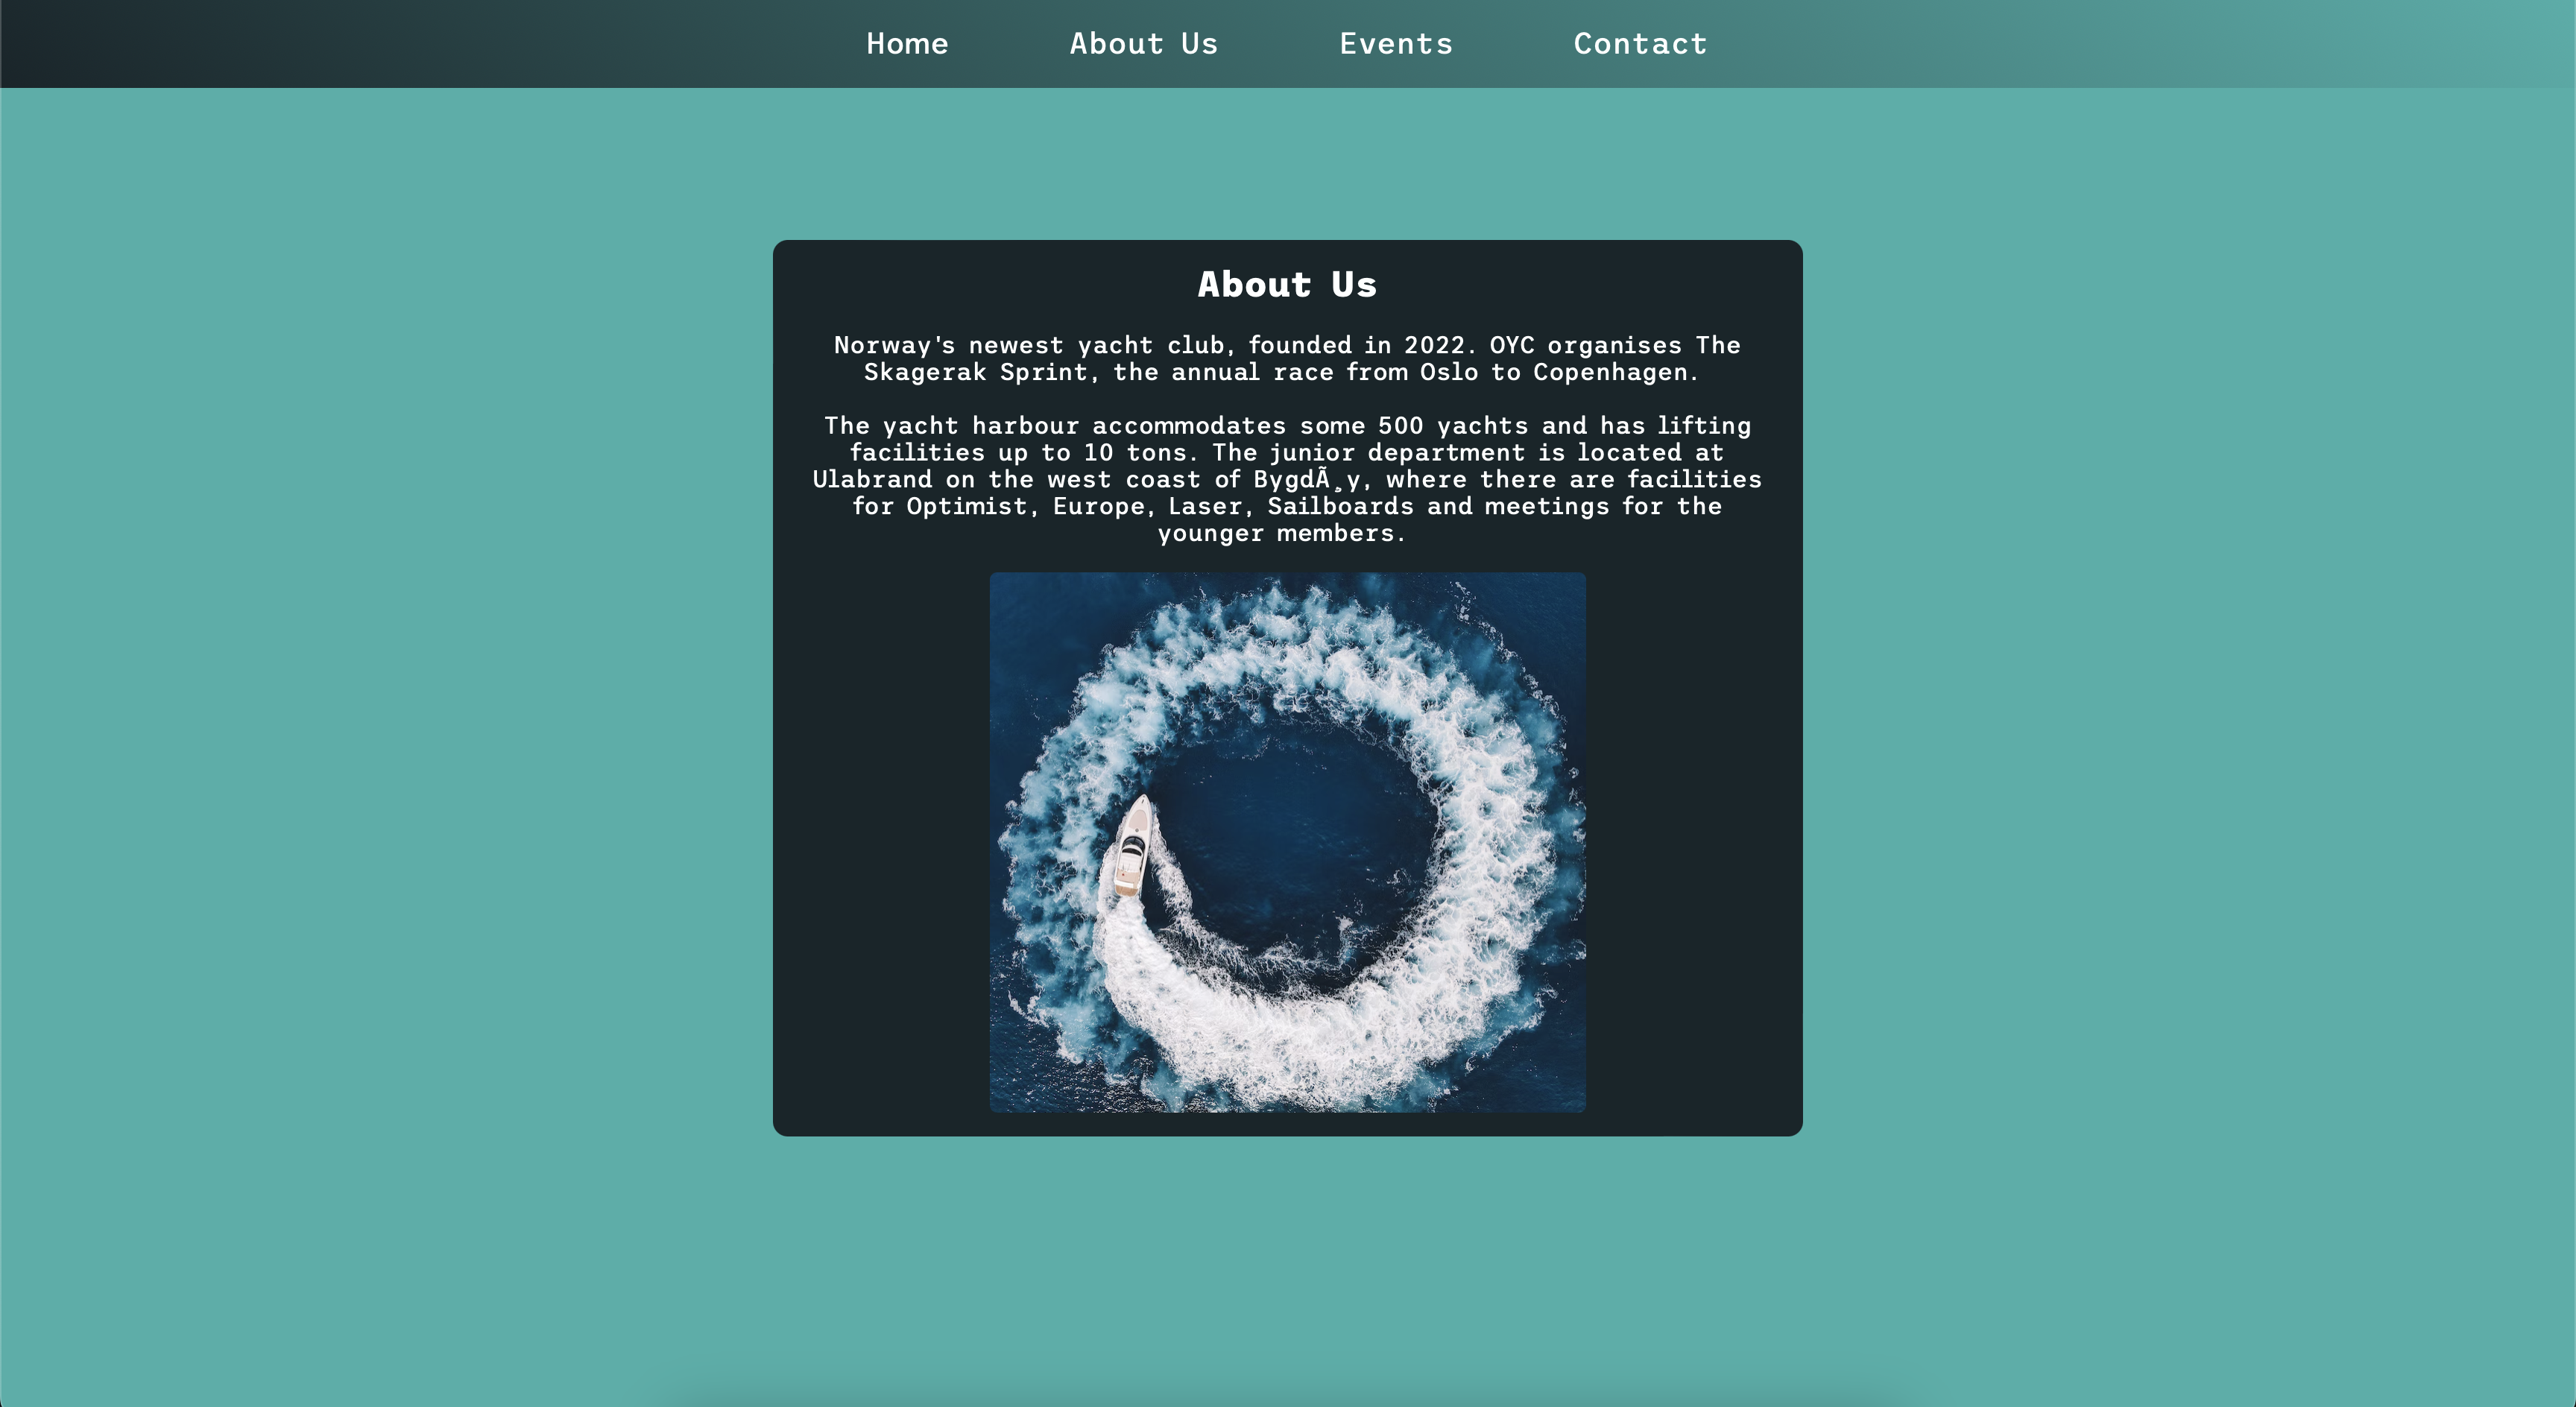 Home About Us Events Contact
About Us
Norway's newest yacht club, founded in 2022. OYC organises The
Skagerak Sprint, the annual race from Oslo to Copenhagen.
The yacht harbour accommodates some 500 yachts and has lifting
facilities up to 10 tons. The junior department is located at
Ulabrand on the west coast of BygdÃ¸y, where there are facilities
for Optimist, Europe, Laser, Sailboards and meetings for the
younger members.